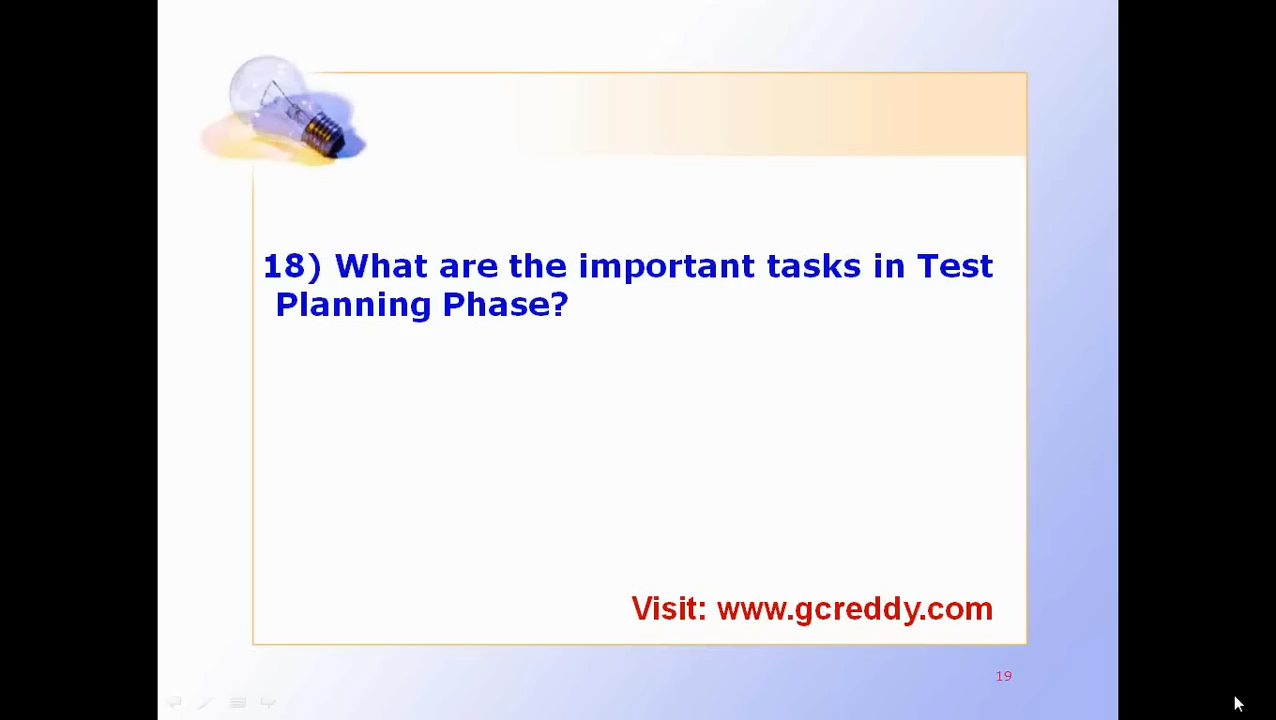 18) What are the important tasks in Test
Planning Phase?
Visit: www.gcreddy.com
19